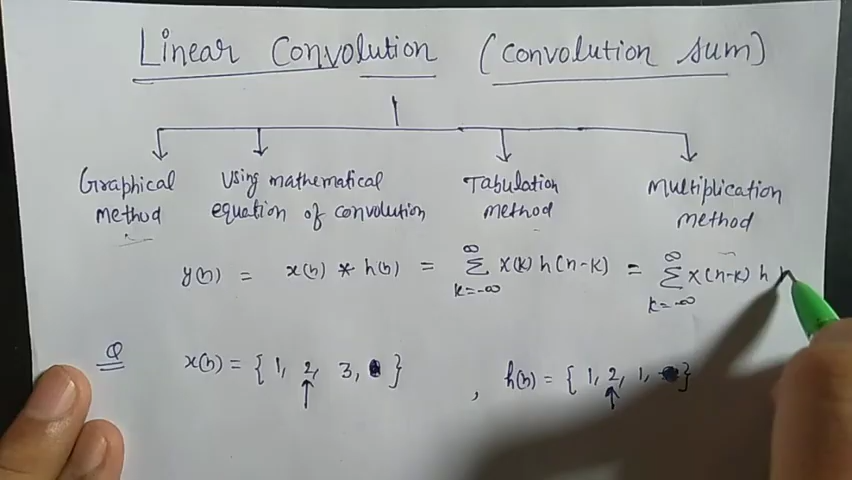 Linear Convolution (convolution sum)
Graphical method
Using mathematical equation of convolution
Tabulation method
Multiplication method
y(n) = x(n) * h(n) = ∞ Σ k=-∞ x(k) h(n-k) = ∞ Σ k=-∞ x(n-k) h
Q x(n) = { 1, 2, 3, } , h(n) = { 1, 2, 1, }
↑ ↑